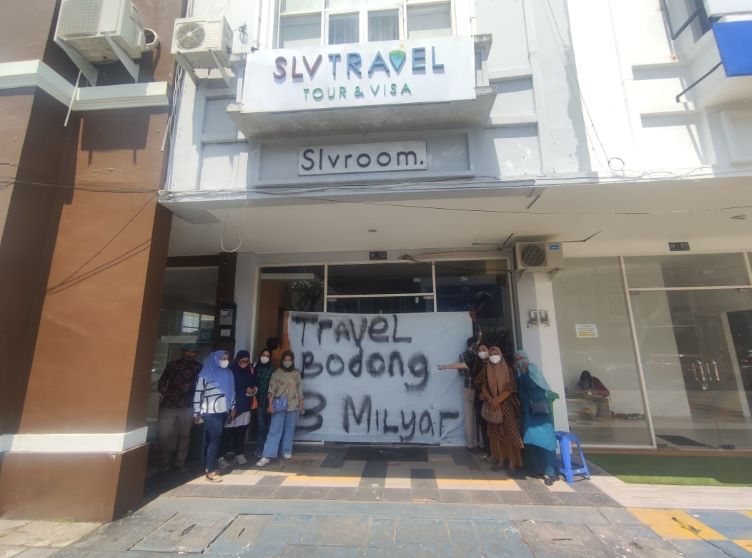 SLVTRAVEL
TOUR & VISA
Slvroom.
TRAVEL
BODONG
3 MILYAR